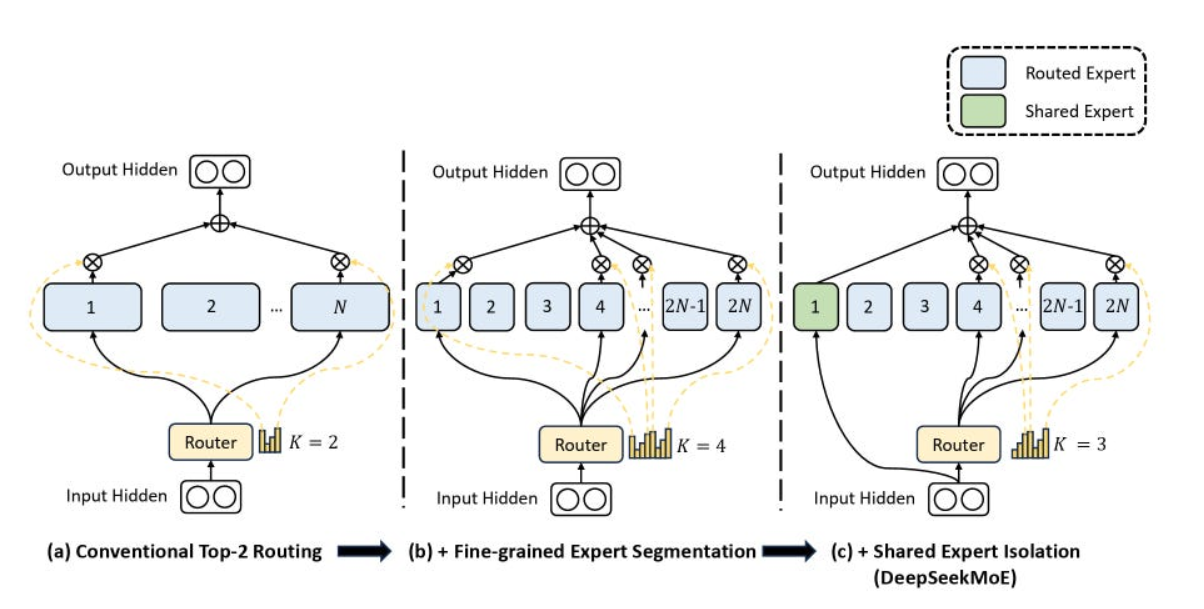 Routed Expert
Shared Expert
Output Hidden
1
2
...
N
Router
K = 2
Input Hidden
(a) Conventional Top-2 Routing
Output Hidden
1
2
3
4
...
2N-1
2N
Router
K = 4
Input Hidden
(b) + Fine-grained Expert Segmentation
Output Hidden
1
2
3
4
...
2N-1
2N
Router
K = 3
Input Hidden
(c) + Shared Expert Isolation
(DeepSeekMoE)